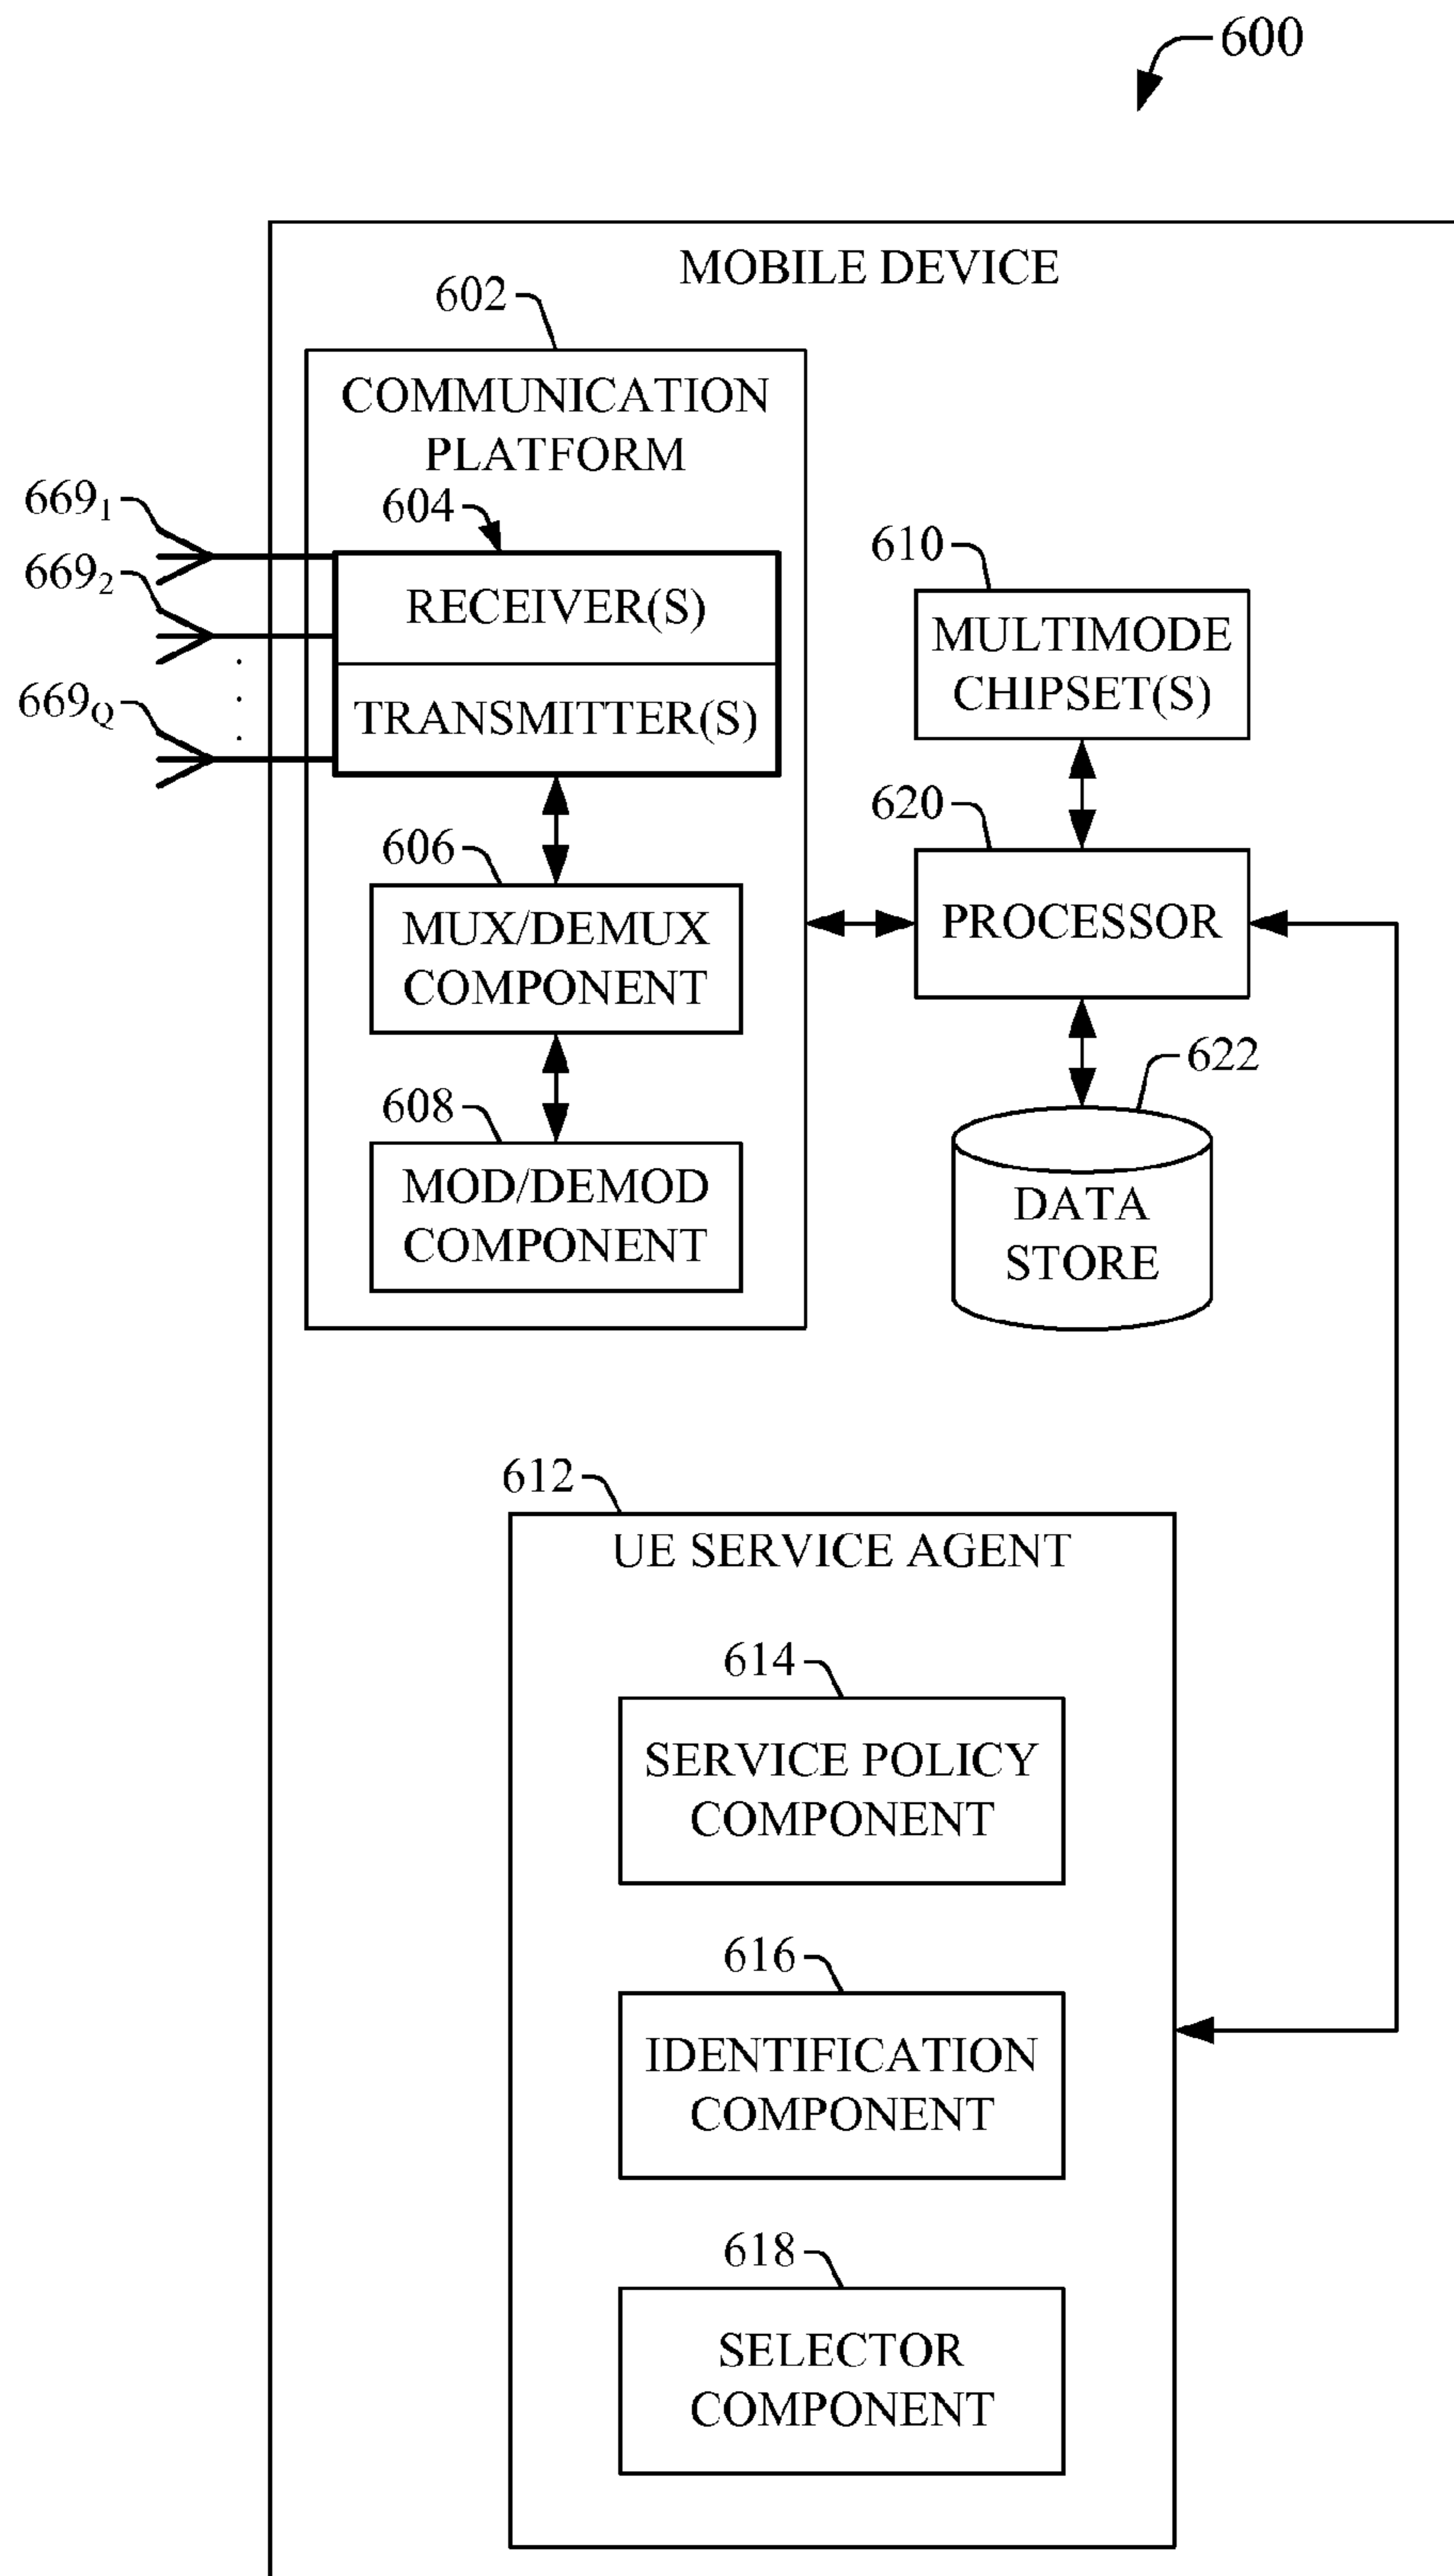 600
MOBILE DEVICE
602
COMMUNICATION
PLATFORM
604
669₁
669₂
669Q
RECEIVER(S)
TRANSMITTER(S)
606
MUX/DEMUX
COMPONENT
608
MOD/DEMOD
COMPONENT
610
MULTIMODE
CHIPSET(S)
620
PROCESSOR
622
DATA
STORE
612
UE SERVICE AGENT
614
SERVICE POLICY
COMPONENT
616
IDENTIFICATION
COMPONENT
618
SELECTOR
COMPONENT